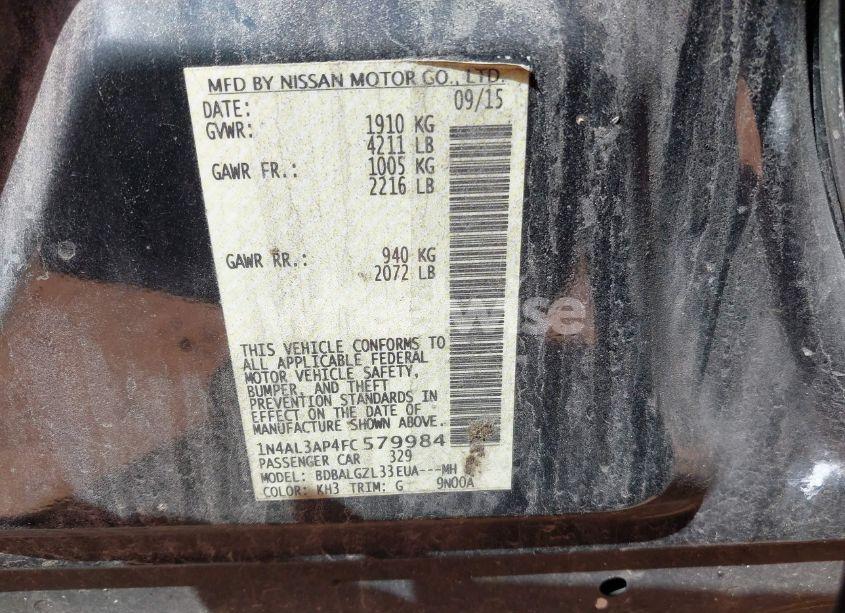 MFD BY NISSAN MOTOR CO., LTD.
DATE: 09/15
GVWR: 1910 KG
4211 LB
GAWR FR.: 1005 KG
2216 LB
GAWR RR.: 940 KG
2072 LB
THIS VEHICLE CONFORMS TO
ALL APPLICABLE FEDERAL
MOTOR VEHICLE SAFETY,
BUMPER, AND THEFT
PREVENTION STANDARDS IN
EFFECT ON THE DATE OF
MANUFACTURE SHOWN ABOVE.
1N4AL3AP4FC579984
PASSENGER CAR 329
MODEL: BDBALGZL33EUA---MH
COLOR: KH3 TRIM: G 9N00A